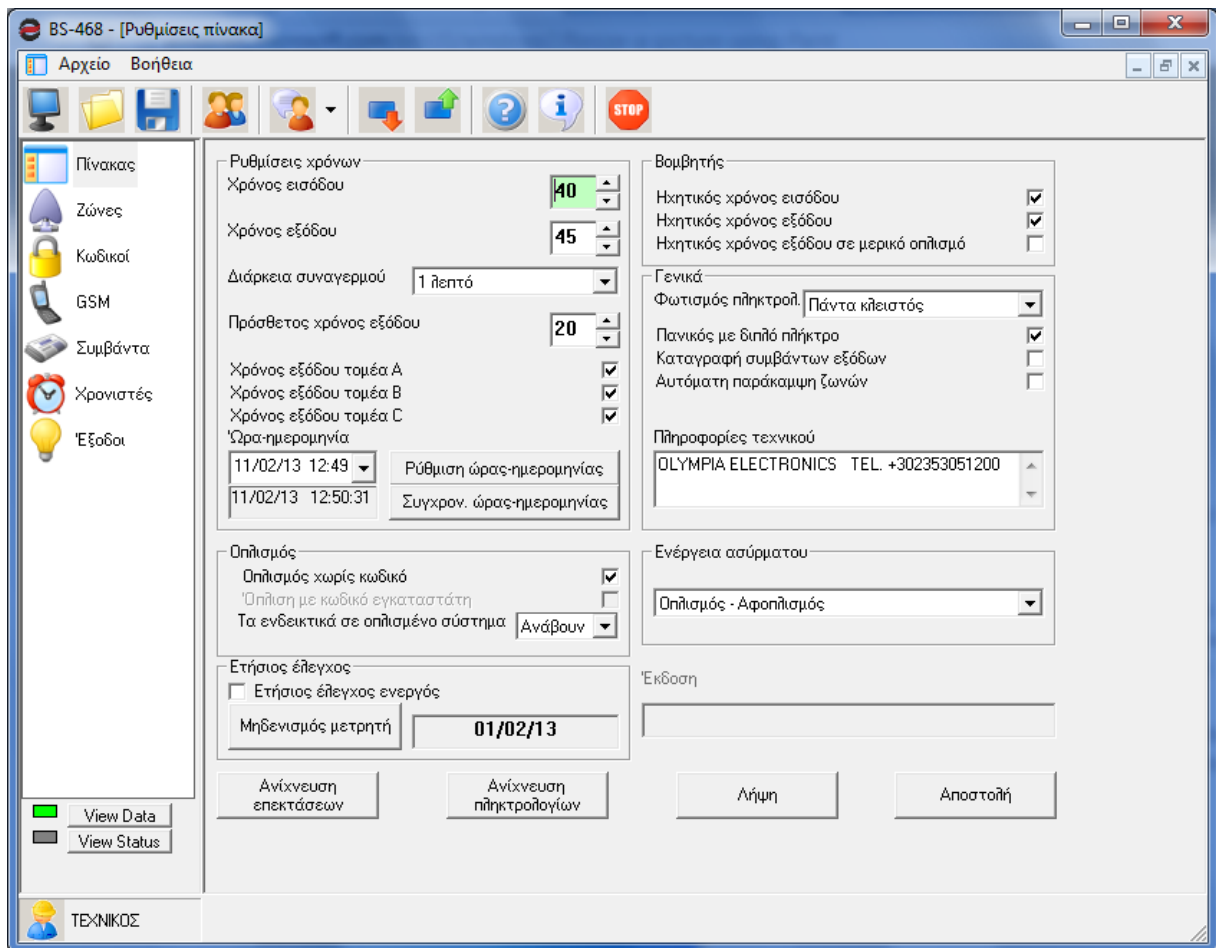 BS-468 - [Ρυθμίσεις πίνακα]
Αρχείο Βοήθεια
STOP
Πίνακας
Ζώνες
Κωδικοί
GSM
Συμβάντα
Χρονιστές
Έξοδοι
View Data
View Status
ΤΕΧΝΙΚΟΣ
Ρυθμίσεις χρόνων
Χρόνος εισόδου 40
Χρόνος εξόδου 45
Διάρκεια συναγερμού 1 λεπτό
Πρόσθετος χρόνος εξόδου 20
Χρόνος εξόδου τομέα A
Χρόνος εξόδου τομέα B
Χρόνος εξόδου τομέα C
Ώρα-ημερομηνία
11/02/13 12:49 Ρύθμιση ώρας-ημερομηνίας
11/02/13 12:50:31 Συγχρον. ώρας-ημερομηνίας
Οπλισμός
Οπλισμός χωρίς κωδικό
Όπλιση με κωδικό εγκαταστάτη
Τα ενδεικτικά σε οπλισμένο σύστημα Ανάβουν
Ετήσιος έλεγχος
Ετήσιος έλεγχος ενεργός
Μηδενισμός μετρητή 01/02/13
Βομβητής
Ηχητικός χρόνος εισόδου
Ηχητικός χρόνος εξόδου
Ηχητικός χρόνος εξόδου σε μερικό οπλισμό
Γενικά
Φωτισμός πληκτρολ. Πάντα κλειστός
Πανικός με διπλό πλήκτρο
Καταγραφή συμβάντων εξόδων
Αυτόματη παράκαμψη ζωνών
Πληροφορίες τεχνικού
OLYMPIA ELECTRONICS TEL. +302353051200
Ενέργεια ασύρματου
Οπλισμός - Αφοπλισμός
Έκδοση
Ανίχνευση
επεκτάσεων
Ανίχνευση
πληκτρολογίων
Λήψη
Αποστολή